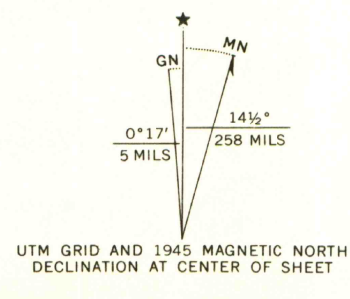 MN
GN
14½°
0°17'
258 MILS
5 MILS
UTM GRID AND 1945 MAGNETIC NORTH
DECLINATION AT CENTER OF SHEET